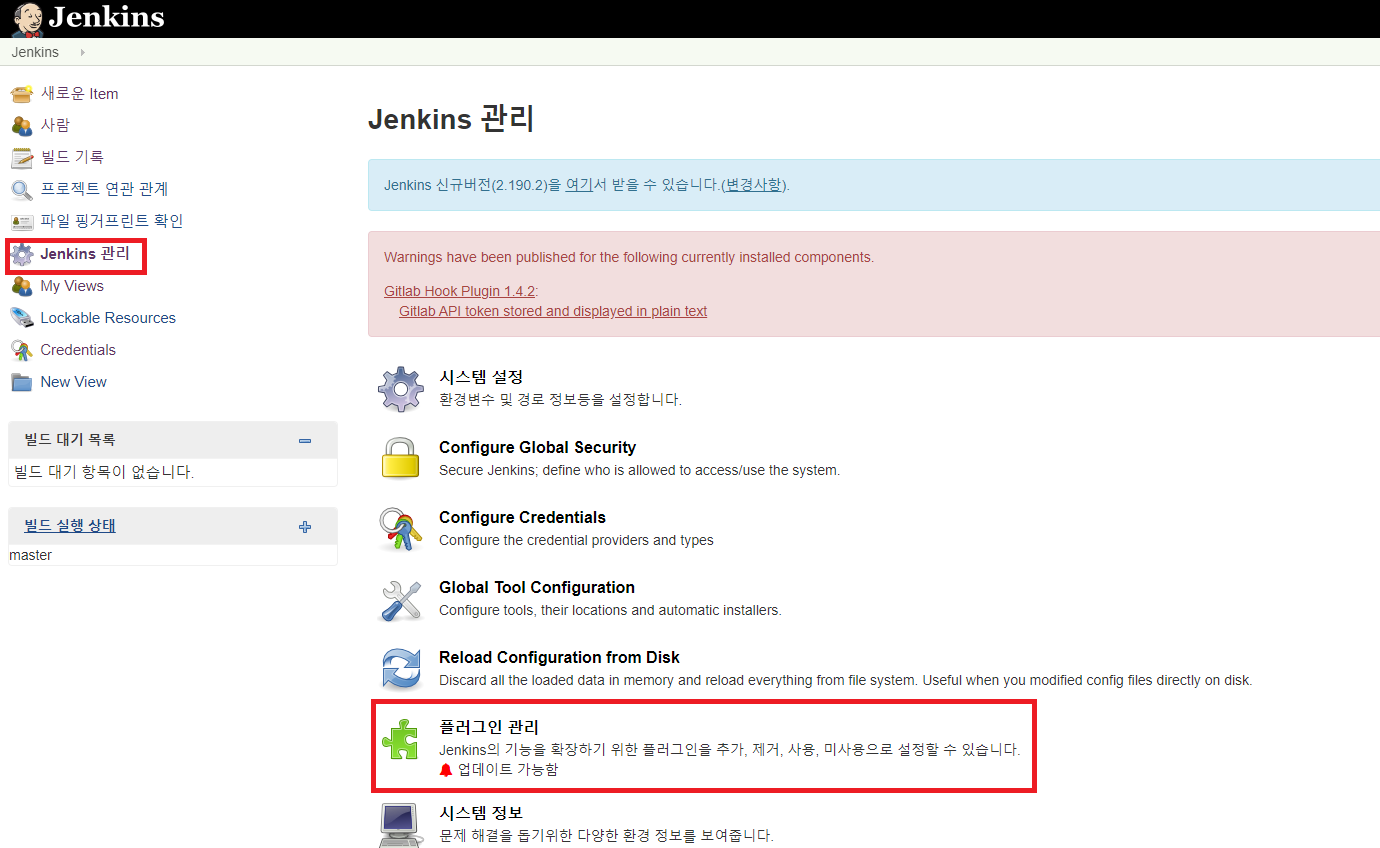 Jenkins
Jenkins
새로운 Item
사람
빌드 기록
프로젝트 연관 관계
파일 핑거프린트 확인
Jenkins 관리
My Views
Lockable Resources
Credentials
New View
빌드 대기 목록
빌드 대기 항목이 없습니다.
빌드 실행 상태
master
Jenkins 관리
Jenkins 신규버전(2.190.2)을 여기서 받을 수 있습니다.(변경사항).
Warnings have been published for the following currently installed components.
Gitlab Hook Plugin 1.4.2:
Gitlab API token stored and displayed in plain text
시스템 설정
환경변수 및 경로 정보등을 설정합니다.
Configure Global Security
Secure Jenkins; define who is allowed to access/use the system.
Configure Credentials
Configure the credential providers and types
Global Tool Configuration
Configure tools, their locations and automatic installers.
Reload Configuration from Disk
Discard all the loaded data in memory and reload everything from file system. Useful when you modified config files directly on disk.
플러그인 관리
Jenkins의 기능을 확장하기 위한 플러그인을 추가, 제거, 사용, 미사용으로 설정할 수 있습니다.
업데이트 가능함
시스템 정보
문제 해결을 돕기위한 다양한 환경 정보를 보여줍니다.